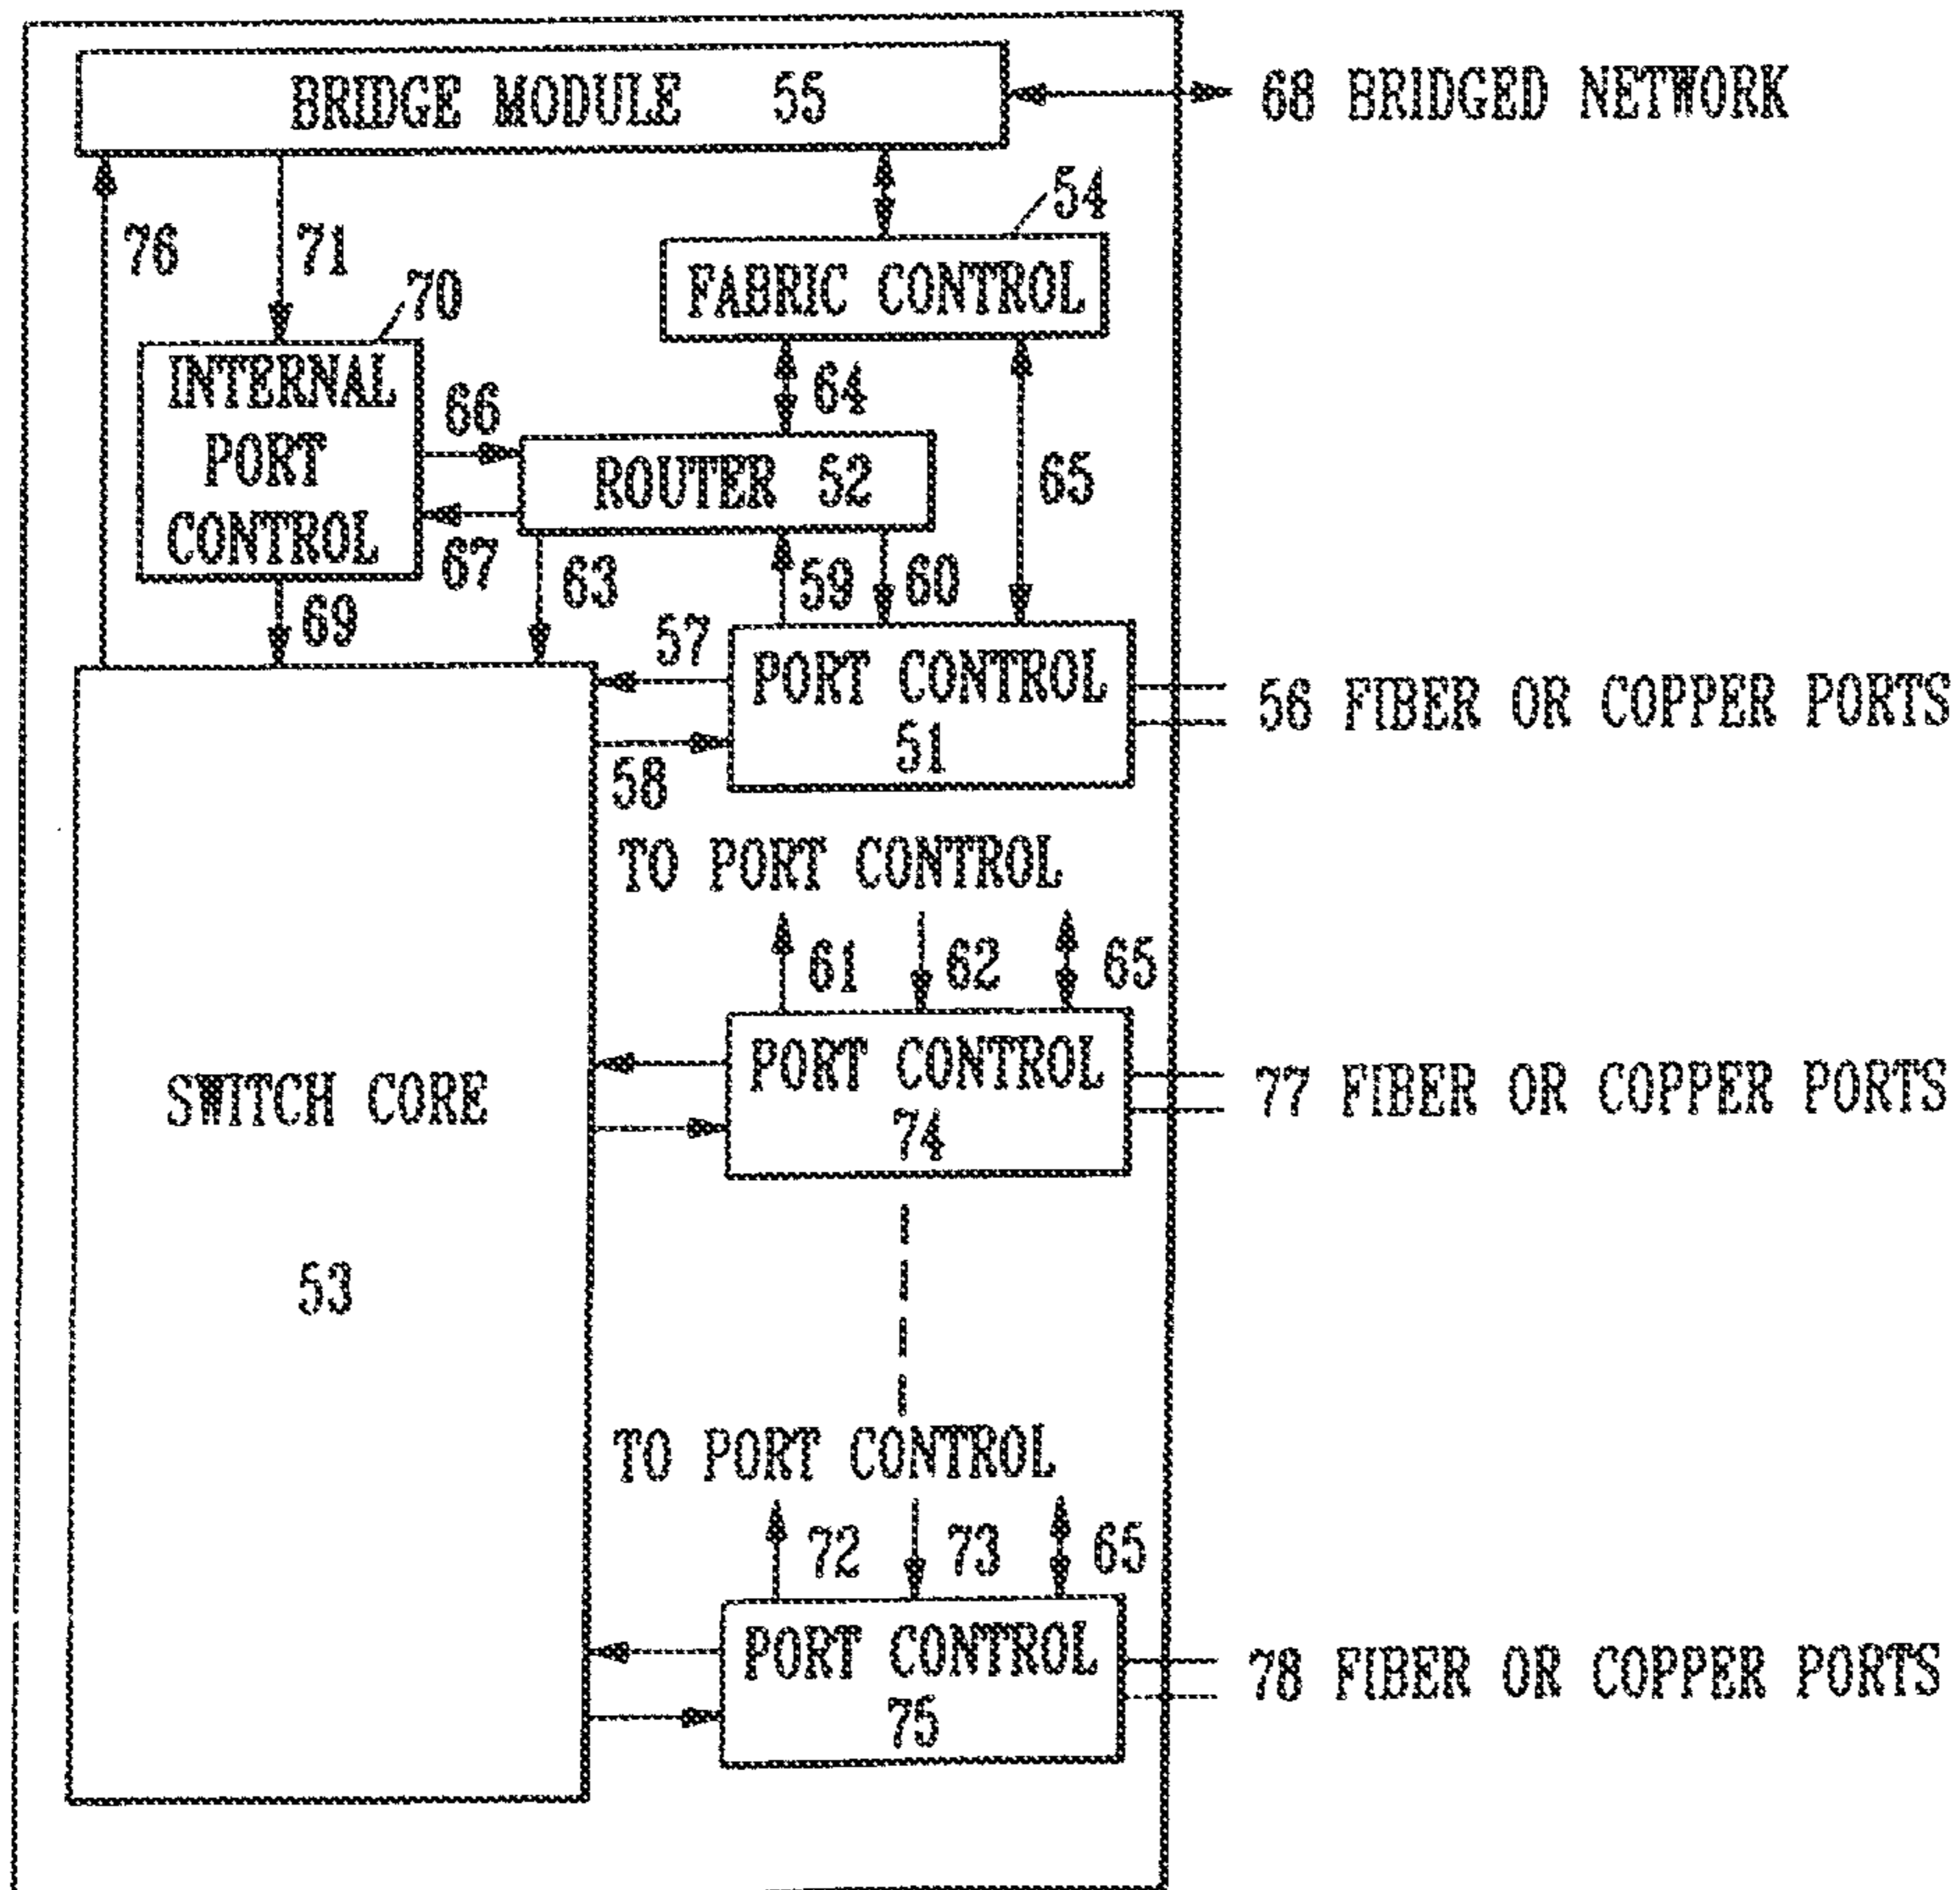 BRIDGE MODULE 55
68 BRIDGED NETWORK
54
76
71
FABRIC CONTROL
70
INTERNAL
PORT
CONTROL
66
64
65
ROUTER 52
67
63
59
60
69
57
PORT CONTROL
51
56 FIBER OR COPPER PORTS
58
TO PORT CONTROL
61
62
65
PORT CONTROL
74
77 FIBER OR COPPER PORTS
SWITCH CORE
53
TO PORT CONTROL
72
73
65
PORT CONTROL
75
78 FIBER OR COPPER PORTS